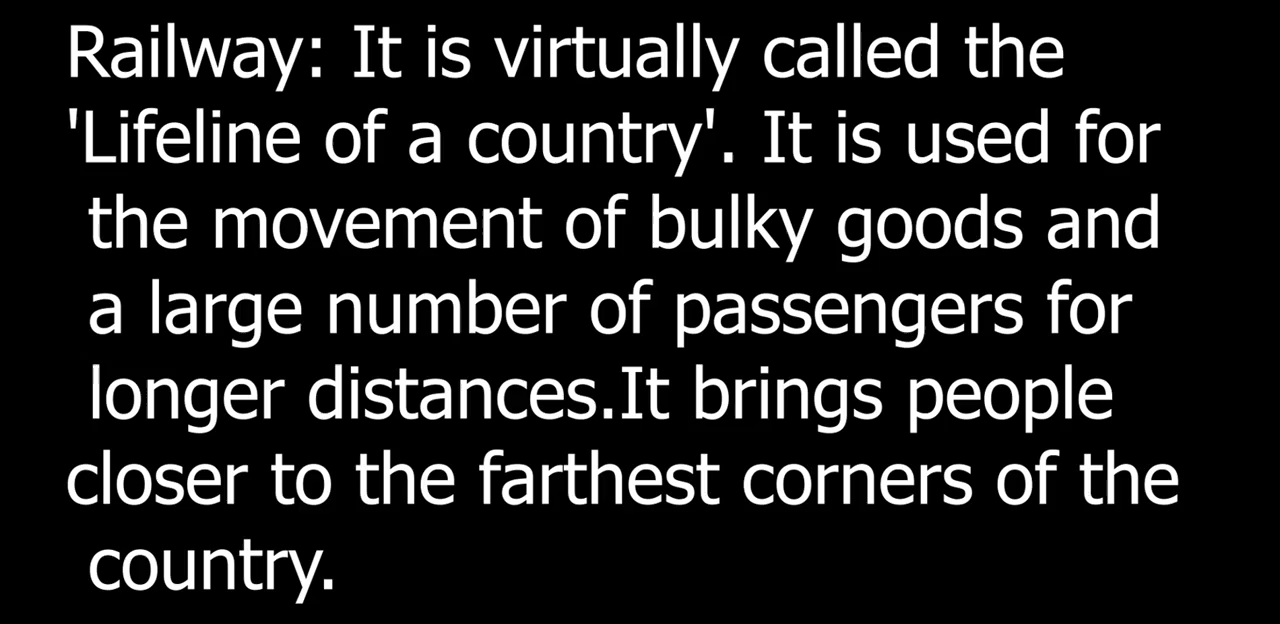 Railway: It is virtually called the
'Lifeline of a country'. It is used for
the movement of bulky goods and
a large number of passengers for
longer distances.It brings people
closer to the farthest corners of the
country.